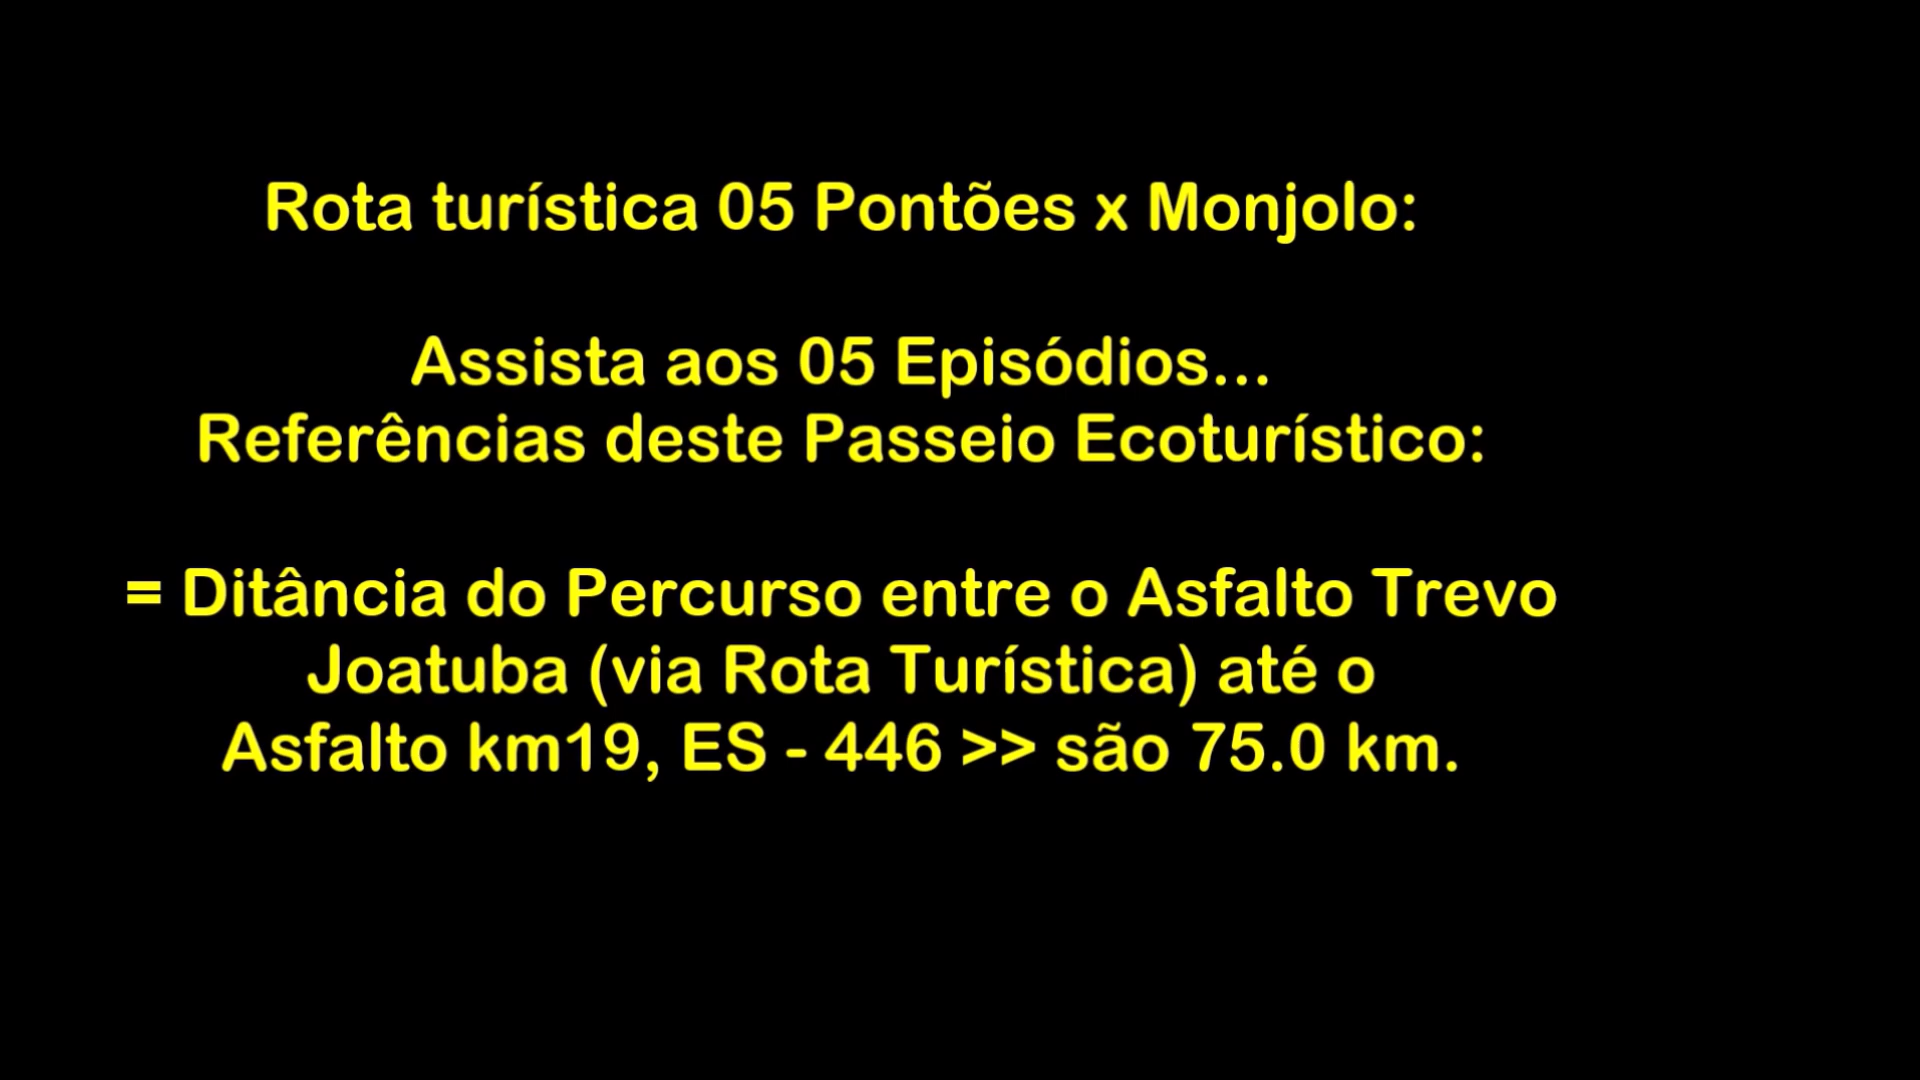 Rota turística 05 Pontões x Monjolo:
Assista aos 05 Episódios...
Referências deste Passeio Ecoturístico:
= Ditância do Percurso entre o Asfalto Trevo
Joatuba (via Rota Turística) até o
Asfalto km19, ES - 446 >> são 75.0 km.